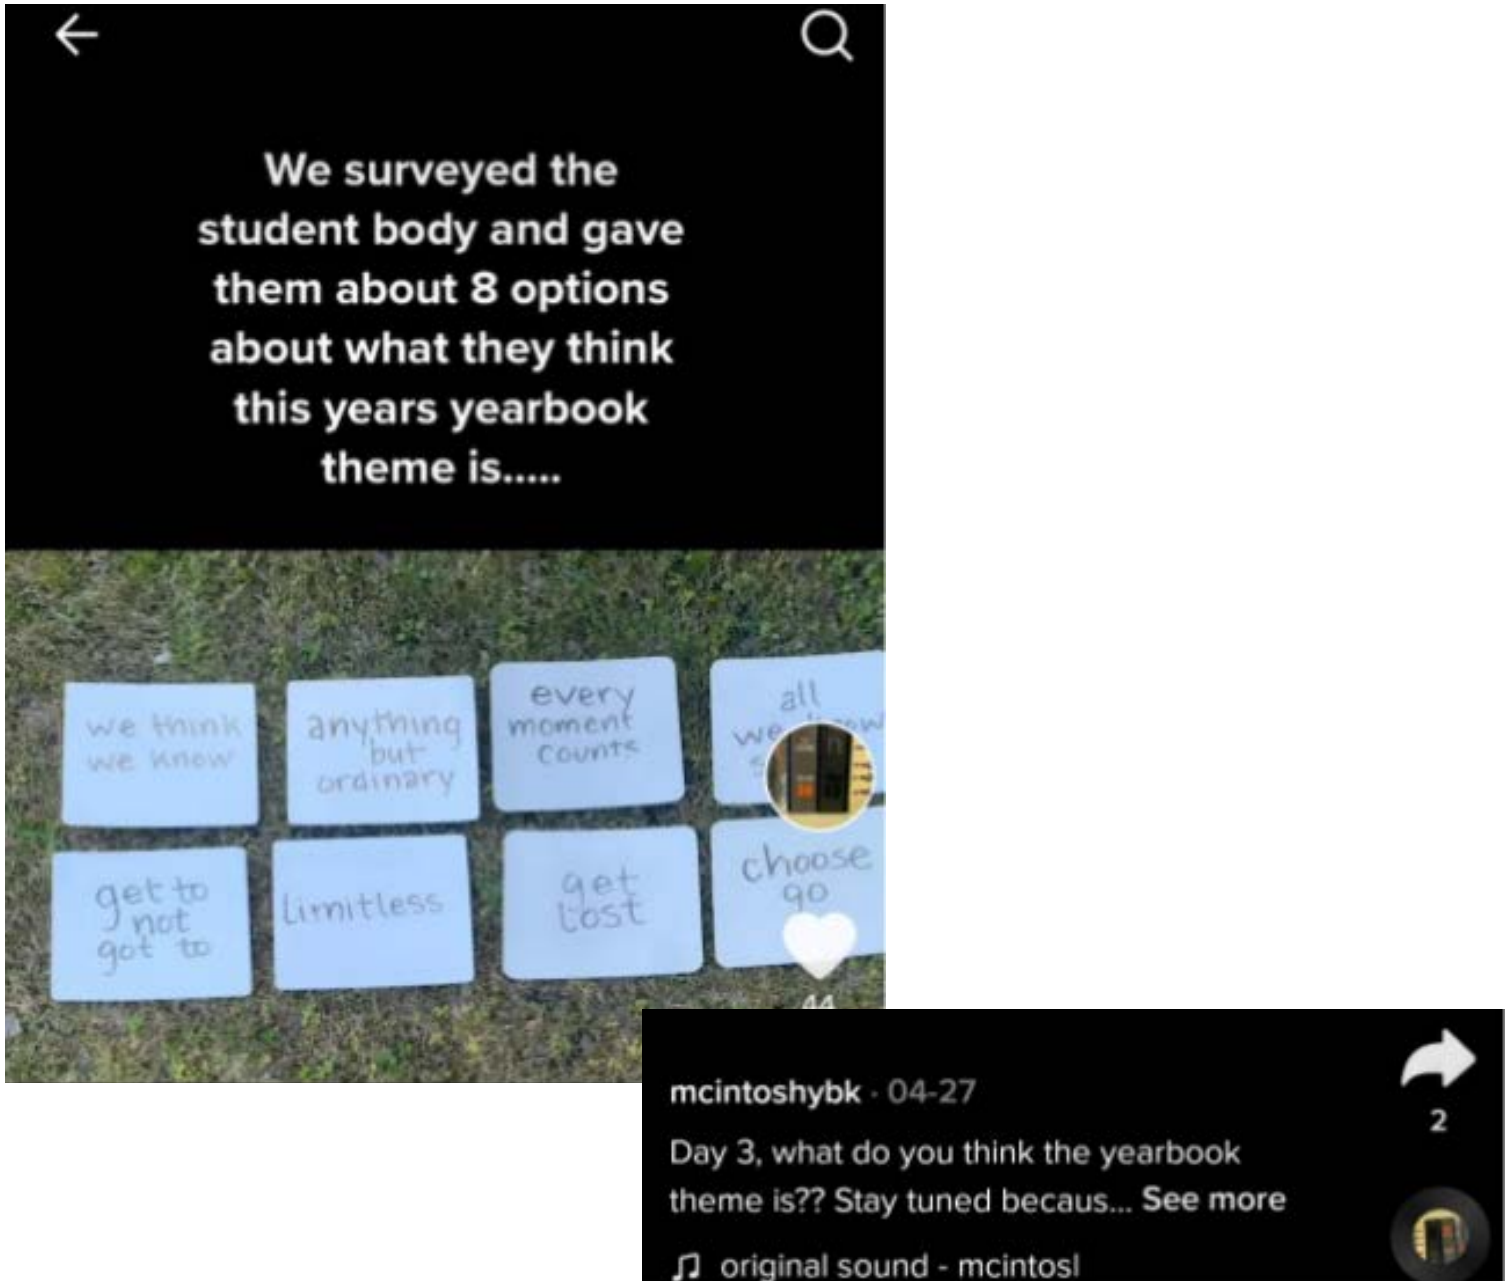 We surveyed the
student body and gave
them about 8 options
about what they think
this years yearbook
theme is.....
we think
we know
anything
but
ordinary
every
moment
counts
all
we
get to
not
got to
Limitless
get
lost
choose
go
44
mcintoshybk · 04-27
2
Day 3, what do you think the yearbook
theme is?? Stay tuned becaus... See more
original sound - mcintosl